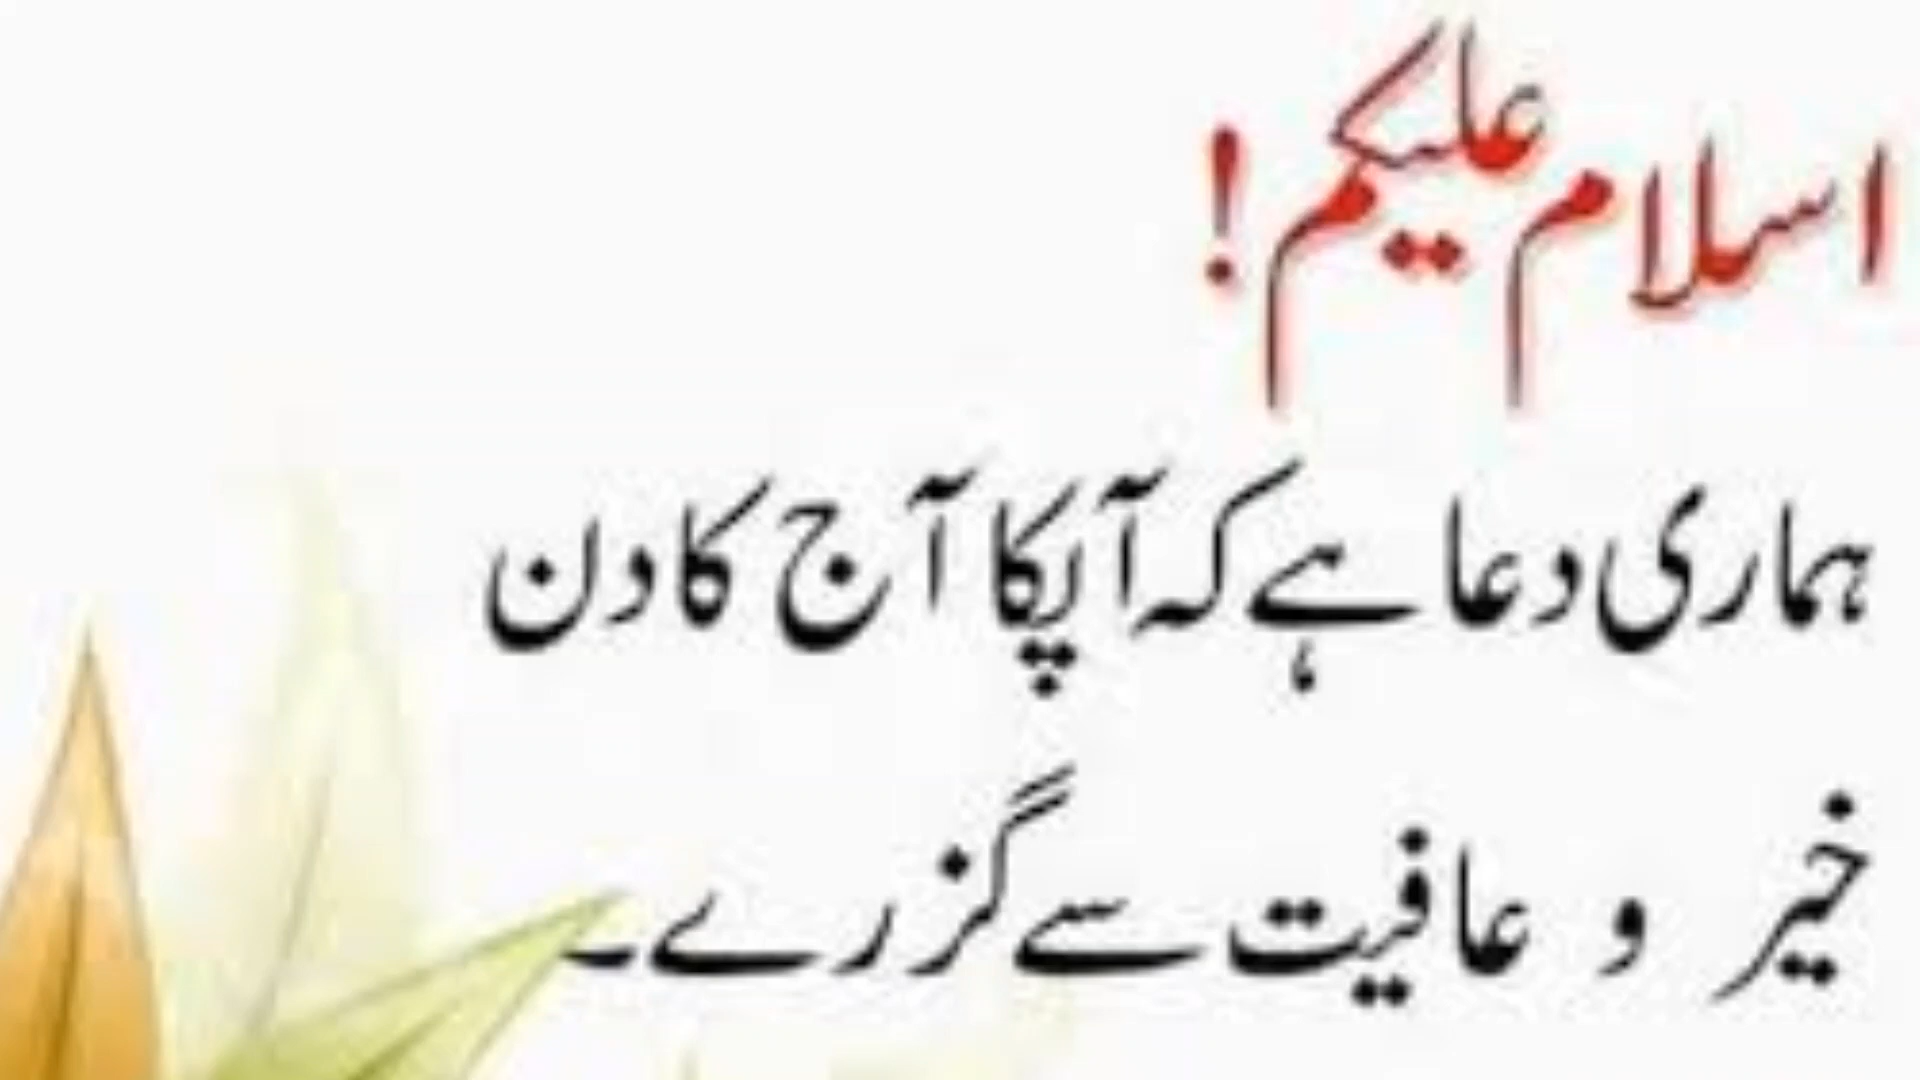 اسلام علیکم!
ہماری دعا ہے کہ آپکا آج کا دن
خیر و عافیت سے گزرے۔